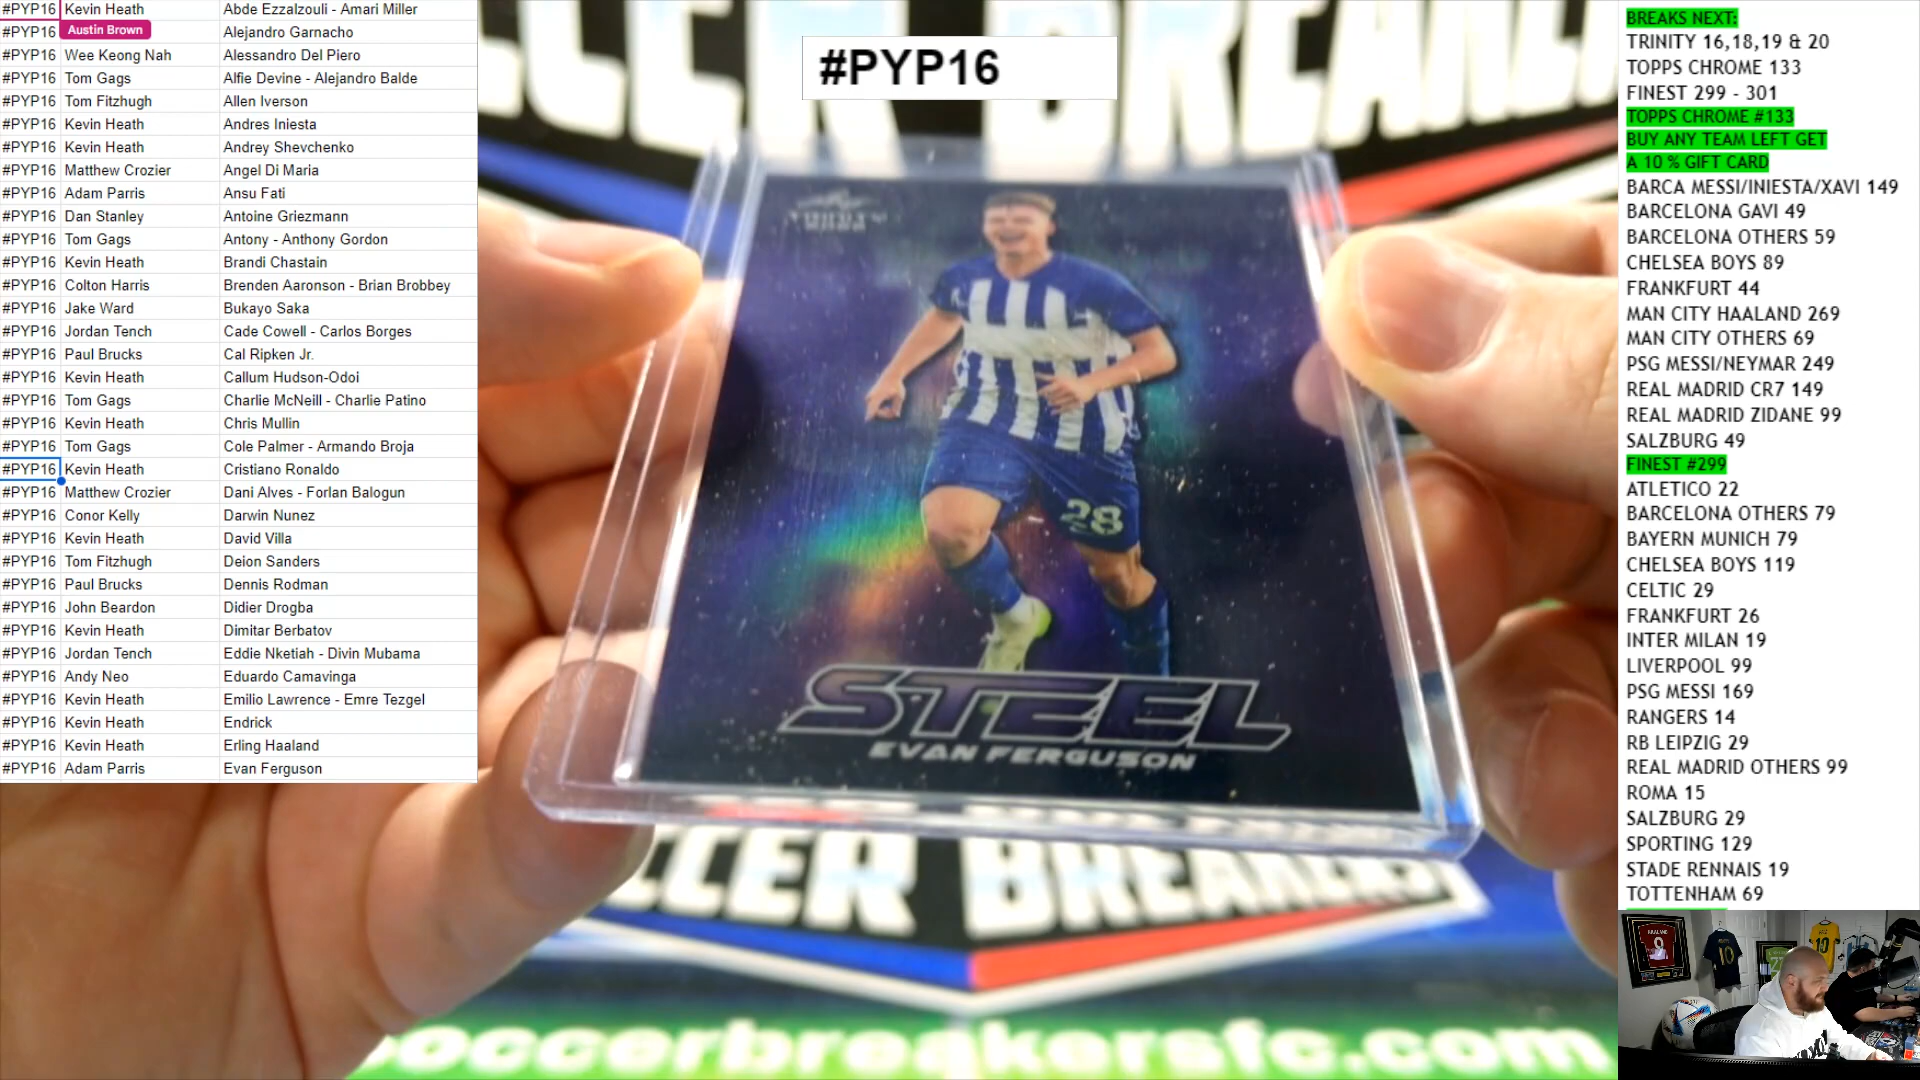 #PYP16 Kevin Heath Abde Ezzalzouli - Amari Miller
#PYP16 Austin Brown Alejandro Garnacho
#PYP16 Wee Keong Nah Alessandro Del Piero
#PYP16 Tom Gags Alfie Devine - Alejandro Balde
#PYP16 Tom Fitzhugh Allen Iverson
#PYP16 Kevin Heath Andres Iniesta
#PYP16 Kevin Heath Andrey Shevchenko
#PYP16 Matthew Crozier Angel Di Maria
#PYP16 Adam Parris Ansu Fati
#PYP16 Dan Stanley Antoine Griezmann
#PYP16 Tom Gags Antony - Anthony Gordon
#PYP16 Kevin Heath Brandi Chastain
#PYP16 Colton Harris Brenden Aaronson - Brian Brobbey
#PYP16 Jake Ward Bukayo Saka
#PYP16 Jordan Tench Cade Cowell - Carlos Borges
#PYP16 Paul Brucks Cal Ripken Jr.
#PYP16 Kevin Heath Callum Hudson-Odoi
#PYP16 Tom Gags Charlie McNeill - Charlie Patino
#PYP16 Kevin Heath Chris Mullin
#PYP16 Tom Gags Cole Palmer - Armando Broja
#PYP16 Kevin Heath Cristiano Ronaldo
#PYP16 Matthew Crozier Dani Alves - Forlan Balogun
#PYP16 Conor Kelly Darwin Nunez
#PYP16 Kevin Heath David Villa
#PYP16 Tom Fitzhugh Deion Sanders
#PYP16 Paul Brucks Dennis Rodman
#PYP16 John Beardon Didier Drogba
#PYP16 Kevin Heath Dimitar Berbatov
#PYP16 Jordan Tench Eddie Nketiah - Divin Mubama
#PYP16 Andy Neo Eduardo Camavinga
#PYP16 Kevin Heath Emilio Lawrence - Emre Tezgel
#PYP16 Kevin Heath Endrick
#PYP16 Kevin Heath Erling Haaland
#PYP16 Adam Parris Evan Ferguson
#PYP16
28
STEEL
EVAN FERGUSON
CCER BREAKERS
soccerbreakersfc.com
BREAKS NEXT:
TRINITY 16,18,19 & 20
TOPPS CHROME 133
FINEST 299 - 301
TOPPS CHROME #133
BUY ANY TEAM LEFT GET
A 10 % GIFT CARD
BARCA MESSI/INIESTA/XAVI 149
BARCELONA GAVI 49
BARCELONA OTHERS 59
CHELSEA BOYS 89
FRANKFURT 44
MAN CITY HAALAND 269
MAN CITY OTHERS 69
PSG MESSI/NEYMAR 249
REAL MADRID CR7 149
REAL MADRID ZIDANE 99
SALZBURG 49
FINEST #299
ATLETICO 22
BARCELONA OTHERS 79
BAYERN MUNICH 79
CHELSEA BOYS 119
CELTIC 29
FRANKFURT 26
INTER MILAN 19
LIVERPOOL 99
PSG MESSI 169
RANGERS 14
RB LEIPZIG 29
REAL MADRID OTHERS 99
ROMA 15
SALZBURG 29
SPORTING 129
STADE RENNAIS 19
TOTTENHAM 69